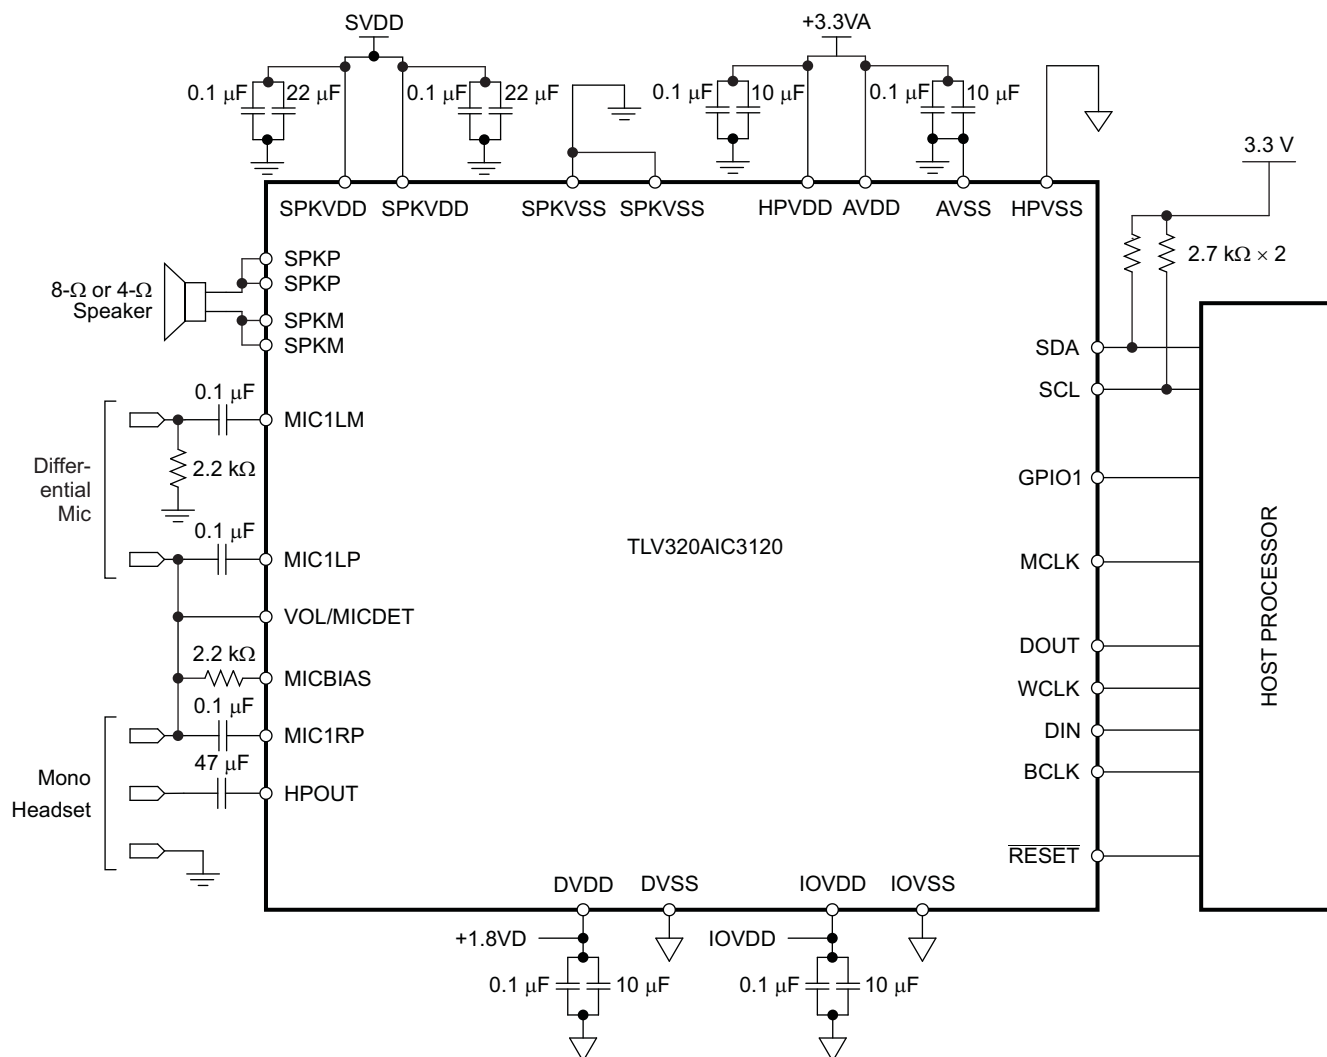 SVDD
+3.3VA
0.1 μF
22 μF
0.1 μF
22 μF
0.1 μF
10 μF
0.1 μF
10 μF
3.3 V
SPKVDD
SPKVDD
SPKVSS
SPKVSS
HPVDD
AVDD
AVSS
HPVSS
2.7 kΩ × 2
8-Ω or 4-Ω
Speaker
SPKP
SPKP
SPKM
SPKM
SDA
SCL
0.1 μF
MIC1LM
2.2 kΩ
Differ-
ential
Mic
GPIO1
0.1 μF
MIC1LP
TLV320AIC3120
MCLK
HOST PROCESSOR
VOL/MICDET
2.2 kΩ
MICBIAS
DOUT
WCLK
0.1 μF
MIC1RP
DIN
47 μF
HPOUT
BCLK
Mono
Headset
RESET
DVDD
DVSS
IOVDD
IOVSS
+1.8VD
IOVDD
0.1 μF
10 μF
0.1 μF
10 μF